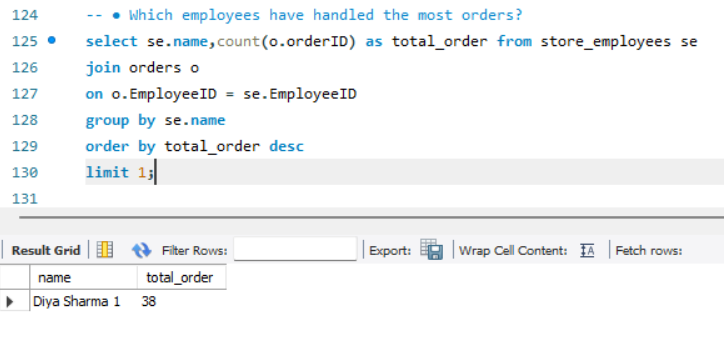 124 -- • Which employees have handled the most orders?
125 select se.name,count(o.orderID) as total_order from store_employees se
126 join orders o
127 on o.EmployeeID = se.EmployeeID
128 group by se.name
129 order by total_order desc
130 limit 1;
131
Result Grid Filter Rows: Export: Wrap Cell Content: IA Fetch rows:
name total_order
Diya Sharma 1 38